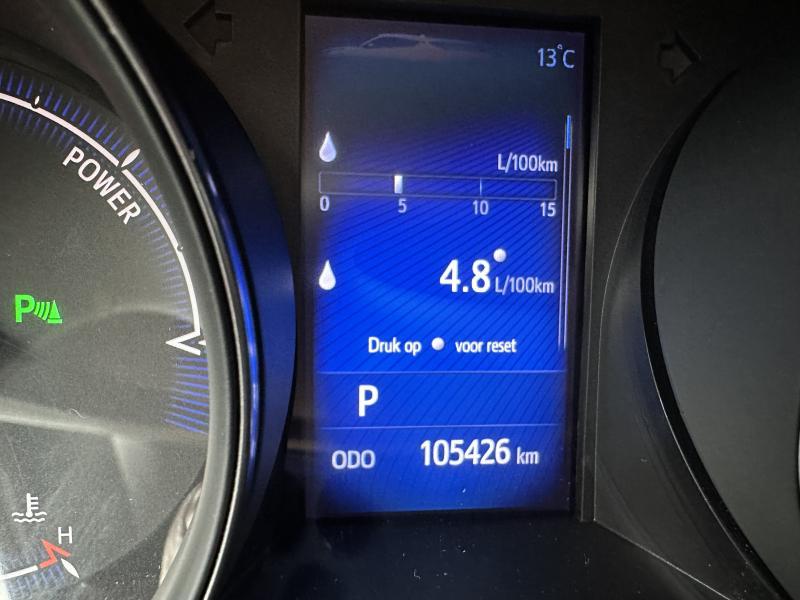 13°C
L/100km
0 5 10 15
4.8 L/100km
Druk op voor reset
P
ODO 105426 km
POWER
P
H